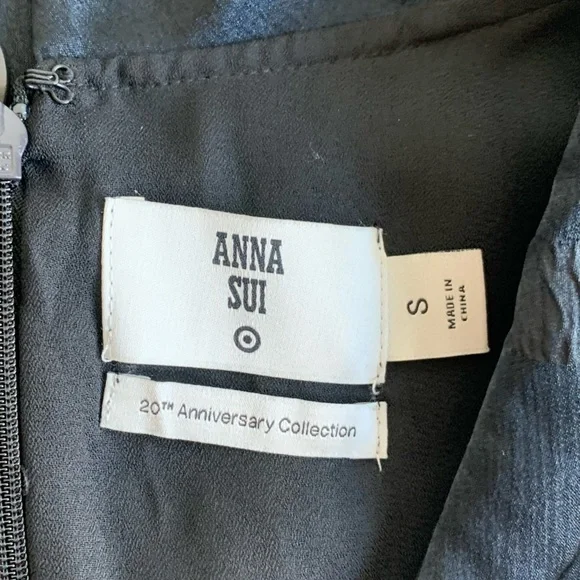 ANNA
SUI
20TH Anniversary Collection
S
MADE IN
CHINA